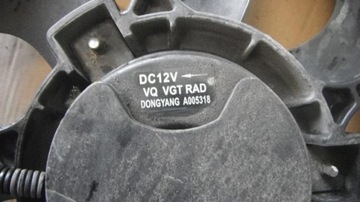 DC12V ←
VQ VGT RAD
DONGYANG A005318